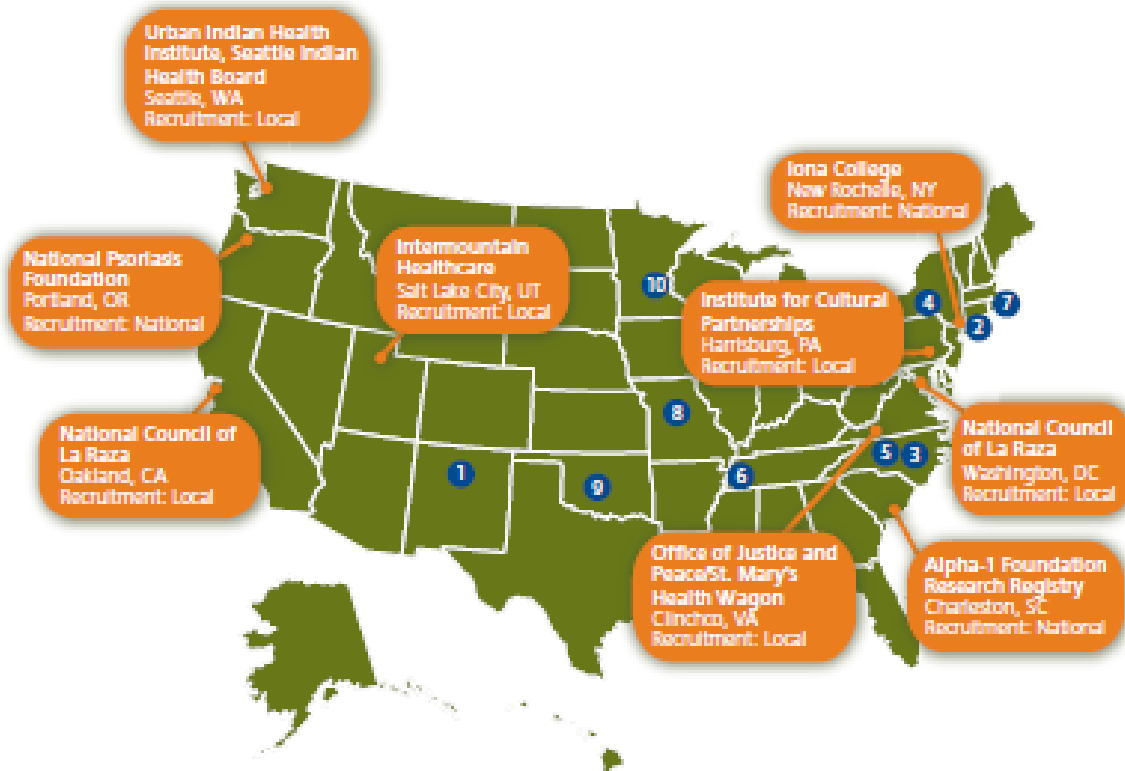 Urban Indian Health
Institute, Seattle Indian
Health Board
Seattle, WA
Recruitment: Local
Iona College
New Rochelle, NY
Recruitment: National
National Psoriasis
Foundation
Portland, OR
Recruitment: National
Intermountain
Healthcare
Salt Lake City, UT
Recruitment: Local
10
Institute for Cultural
Partnerships
Harrisburg, PA
Recruitment: Local
4
7
2
National Council of
La Raza
Oakland, CA
Recruitment: Local
8
1
9
6
5
3
National Council
of La Raza
Washington, DC
Recruitment: Local
Office of Justice and
Peace/St. Mary's
Health Wagon
Clinchco, VA
Recruitment: Local
Alpha-1 Foundation
Research Registry
Charleston, SC
Recruitment: National